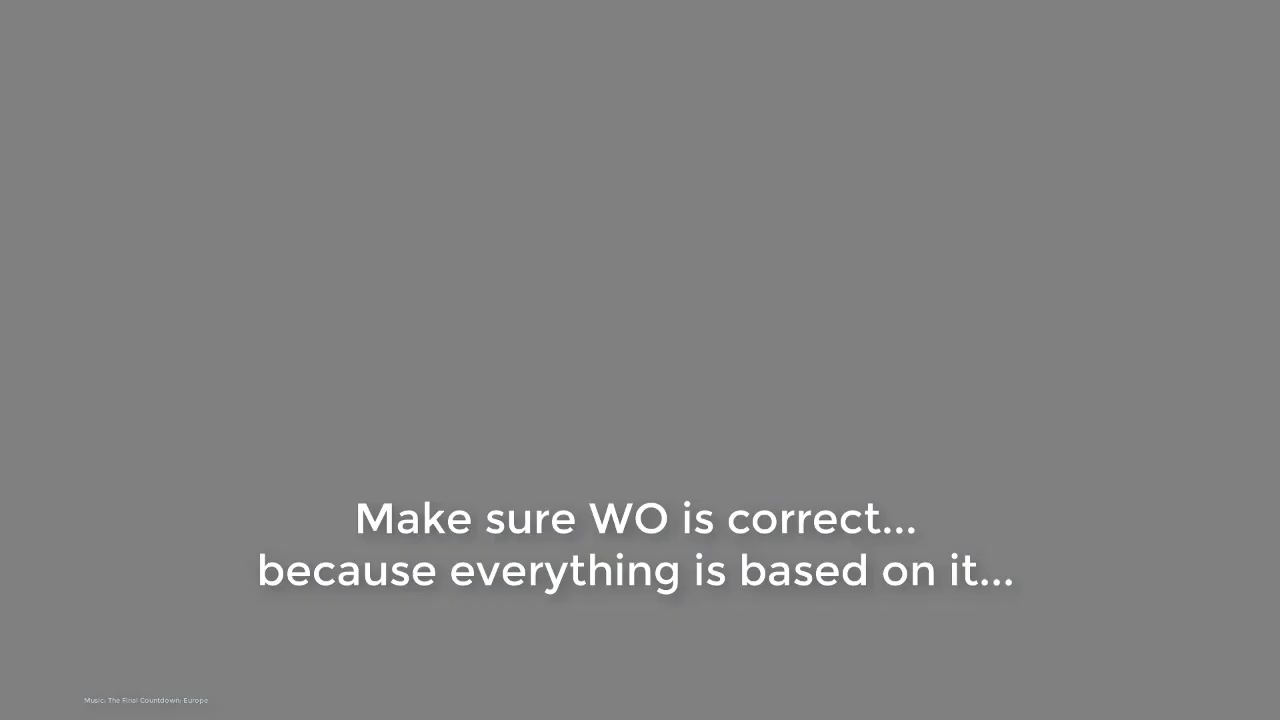 Make sure WO is correct...
because everything is based on it...
Music: The Final Countdown: Europe